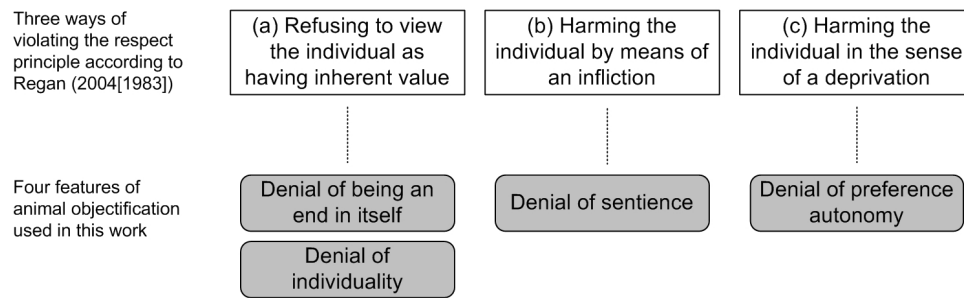 Three ways of
violating the respect
principle according to
Regan (2004[1983])
(a) Refusing to view
the individual as
having inherent value
(b) Harming the
individual by means of
an infliction
(c) Harming the
individual in the sense
of a deprivation
Four features of
animal objectification
used in this work
Denial of being an
end in itself
Denial of
individuality
Denial of sentience
Denial of preference
autonomy